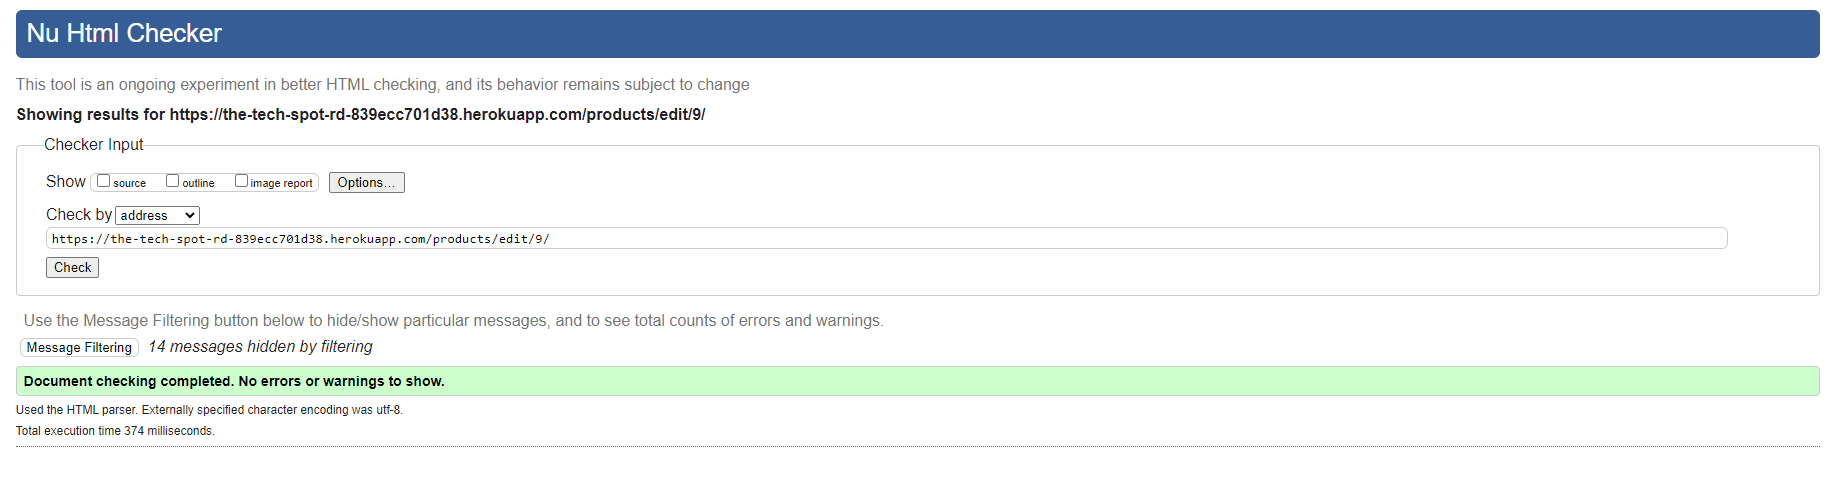 Nu Html Checker
This tool is an ongoing experiment in better HTML checking, and its behavior remains subject to change
Showing results for https://the-tech-spot-rd-839ecc701d38.herokuapp.com/products/edit/9/
Checker Input
Show source outline image report Options...
Check by address
https://the-tech-spot-rd-839ecc701d38.herokuapp.com/products/edit/9/
Check
Use the Message Filtering button below to hide/show particular messages, and to see total counts of errors and warnings.
Message Filtering 14 messages hidden by filtering
Document checking completed. No errors or warnings to show.
Used the HTML parser. Externally specified character encoding was utf-8.
Total execution time 374 milliseconds.